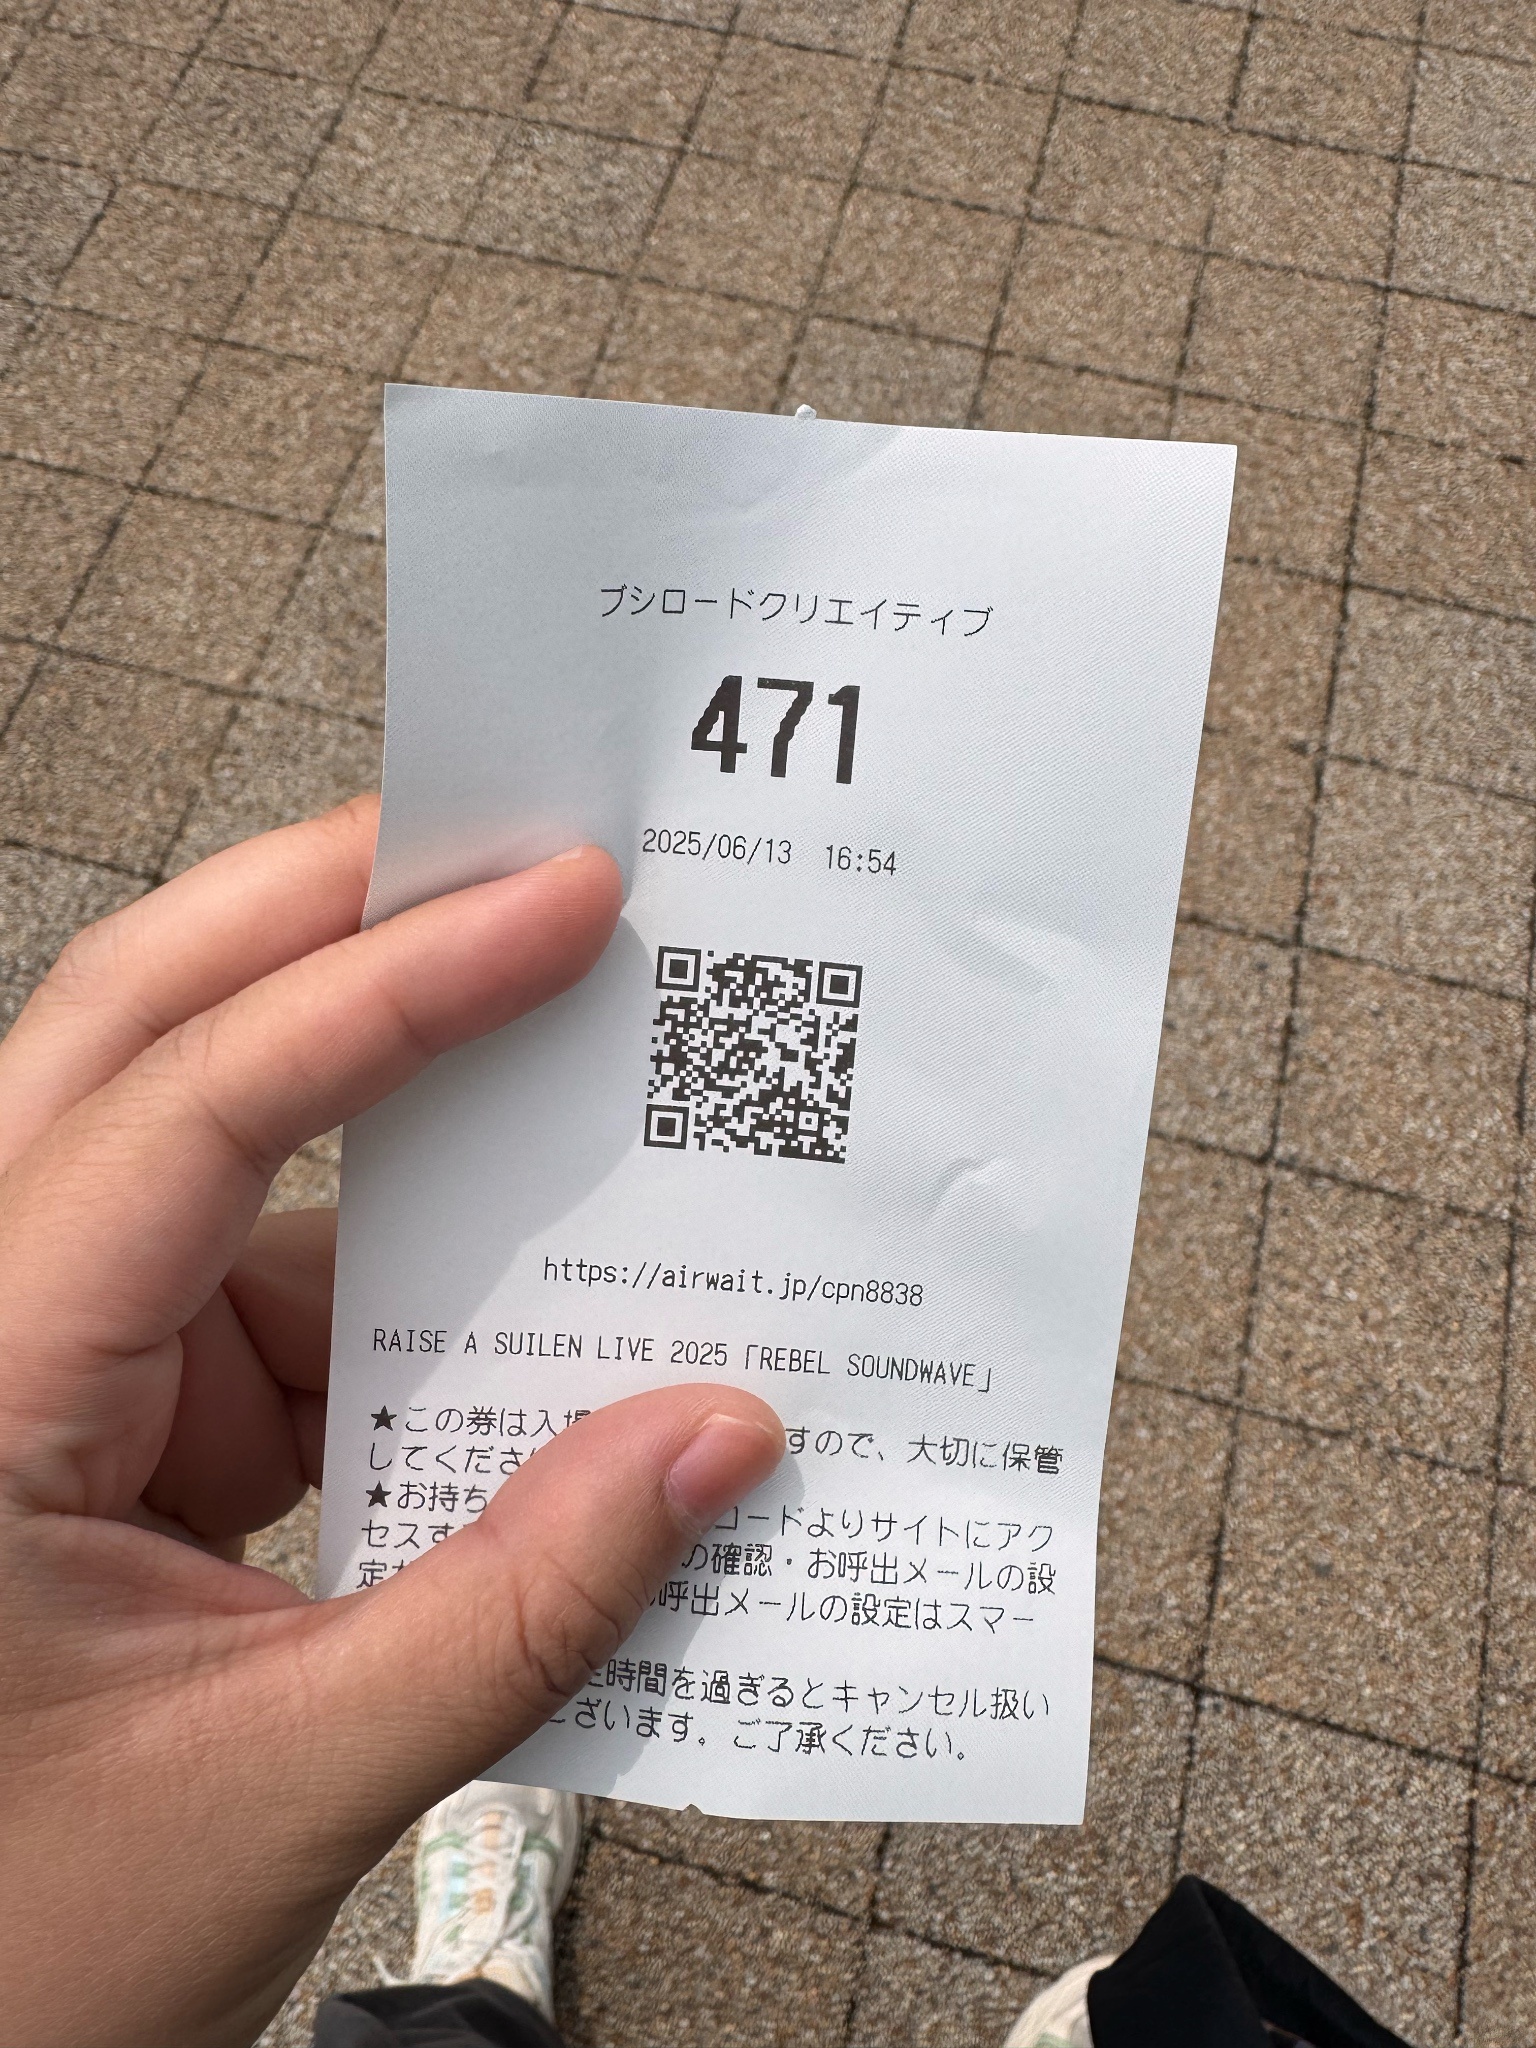 ブシロードクリエイティブ
471
2025/06/13 16:54
https://airwait.jp/cpn8838
RAISE A SUILEN LIVE 2025「REBEL SOUNDWAVE」
★この券は入場 すので、大切に保管
してくださ
★お持ち コードよりサイトにアク
セスす の確認・お呼出メールの設
定が 呼出メールの設定はスマー
時間を過ぎるとキャンセル扱い
ございます。ご了承ください。